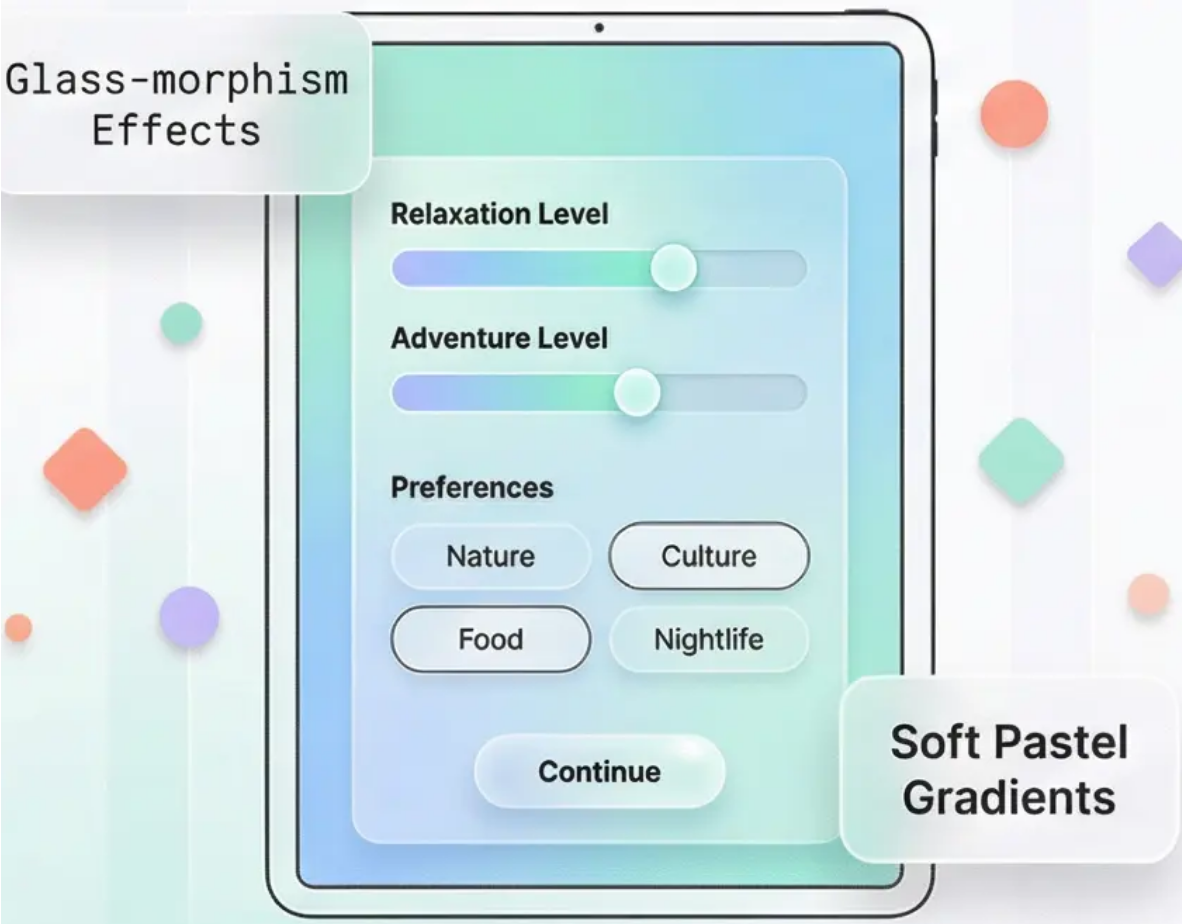 Glass-morphism
Effects
Relaxation Level
Adventure Level
Preferences
Nature
Culture
Food
Nightlife
Continue
Soft Pastel
Gradients